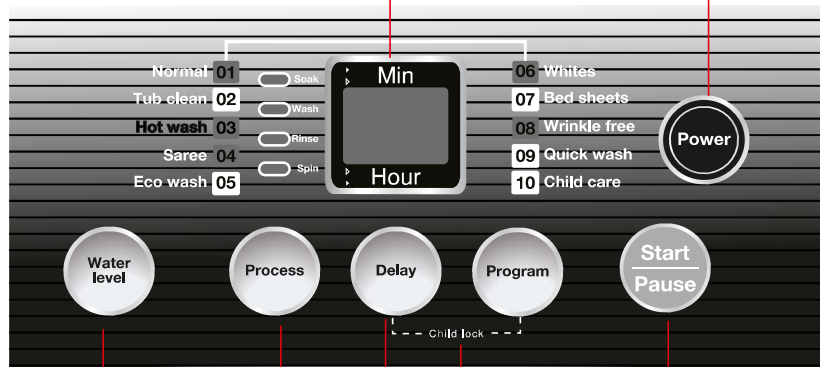 Normal 01
Tub clean 02
Hot wash 03
Saree 04
Eco wash 05
Soak
Wash
Rinse
Spin
Min
Hour
06 Whites
07 Bed sheets
08 Wrinkle free
09 Quick wash
10 Child care
Power
Water
level
Process
Delay
Program
Start
Pause
Child lock